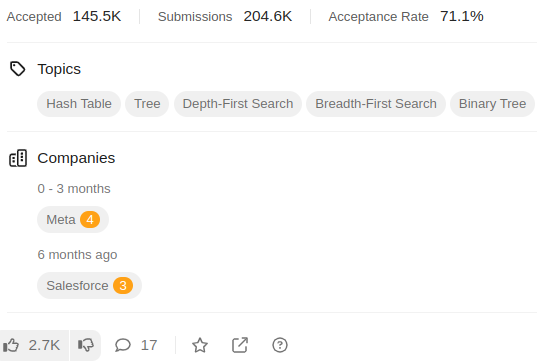 Accepted 145.5K Submissions 204.6K Acceptance Rate 71.1%
Topics
Hash Table Tree Depth-First Search Breadth-First Search Binary Tree
Companies
0 - 3 months
Meta 4
6 months ago
Salesforce 3
2.7K 17